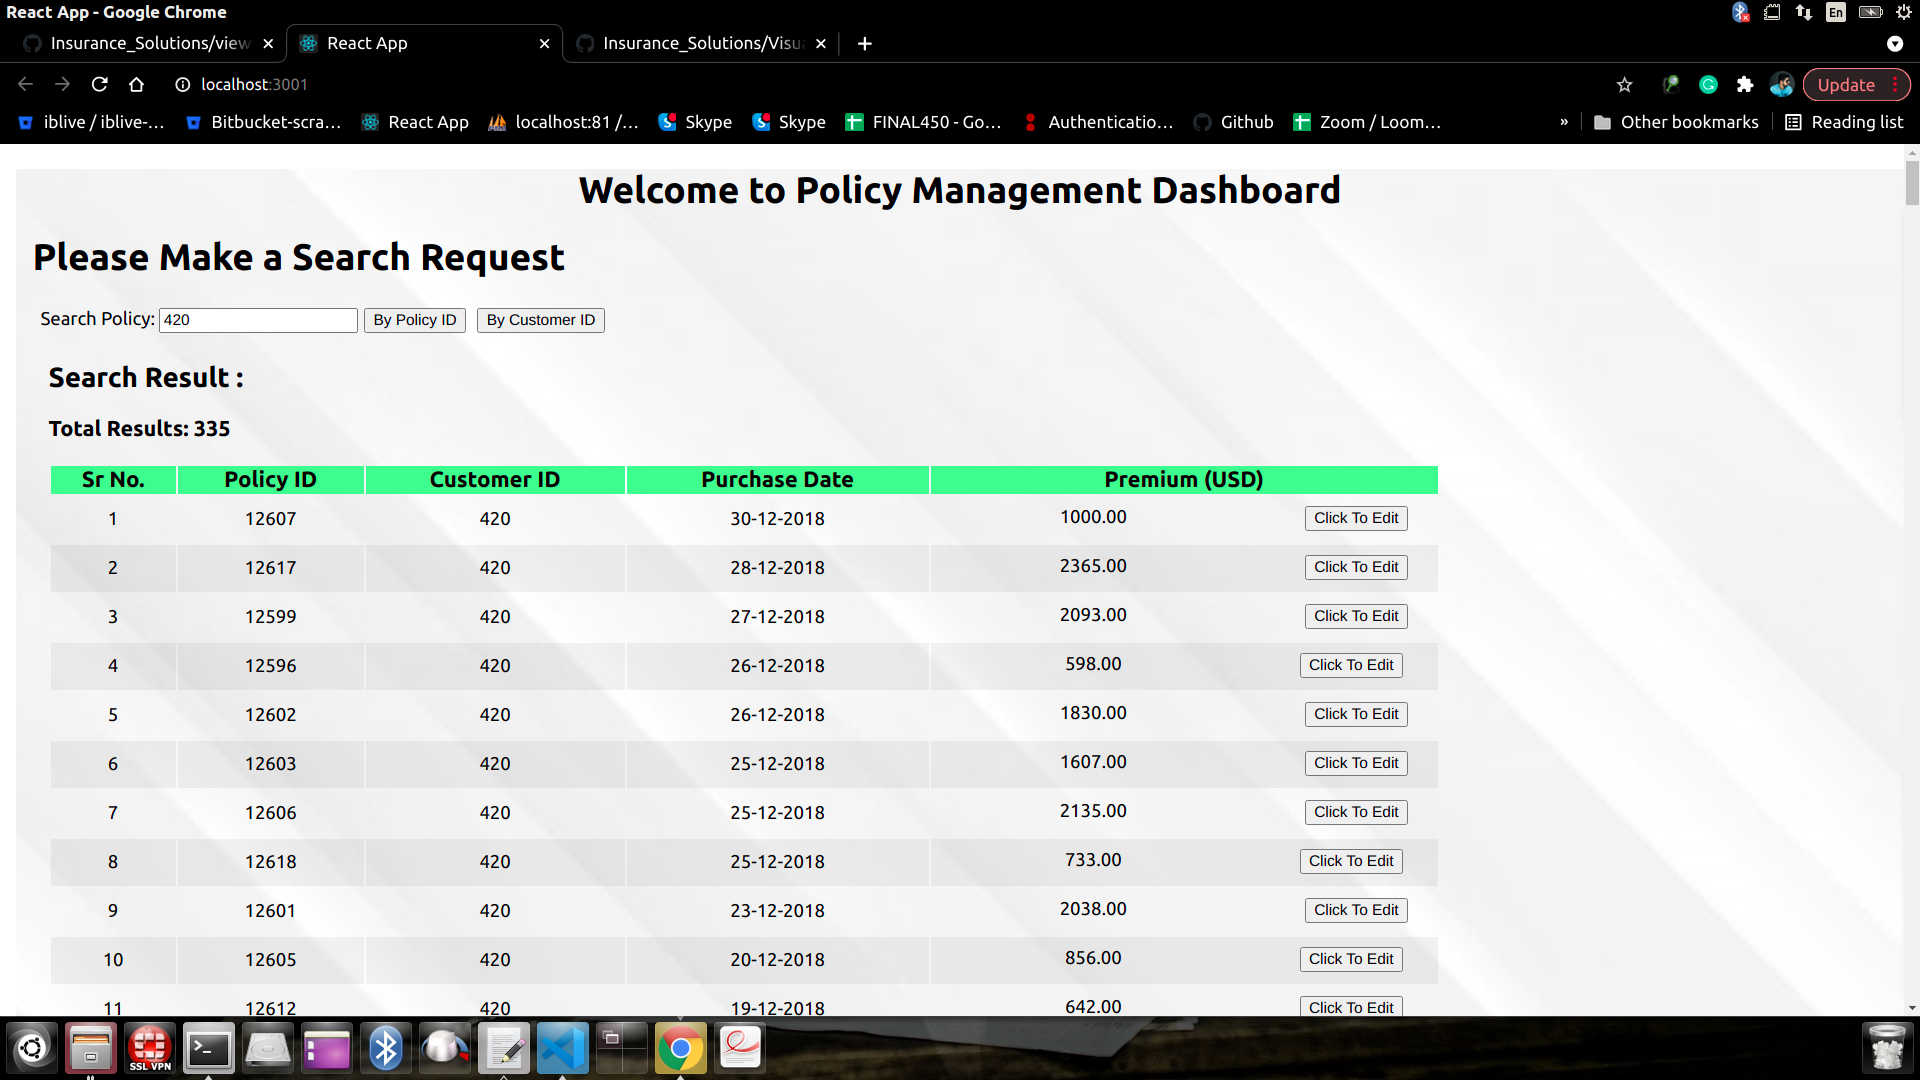 React App - Google Chrome
En
Insurance_Solutions/view
React App
Insurance_Solutions/Visu
localhost:3001
Update
iblive / iblive-... Bitbucket-scra... React App localhost:81 /... Skype Skype FINAL450 - Go... Authenticatio... Github Zoom / Loom... » Other bookmarks Reading list
Welcome to Policy Management Dashboard
Please Make a Search Request
Search Policy: 420 By Policy ID By Customer ID
Search Result :
Total Results: 335
Sr No. Policy ID Customer ID Purchase Date Premium (USD)
1 12607 420 30-12-2018 1000.00 Click To Edit
2 12617 420 28-12-2018 2365.00 Click To Edit
3 12599 420 27-12-2018 2093.00 Click To Edit
4 12596 420 26-12-2018 598.00 Click To Edit
5 12602 420 26-12-2018 1830.00 Click To Edit
6 12603 420 25-12-2018 1607.00 Click To Edit
7 12606 420 25-12-2018 2135.00 Click To Edit
8 12618 420 25-12-2018 733.00 Click To Edit
9 12601 420 23-12-2018 2038.00 Click To Edit
10 12605 420 20-12-2018 856.00 Click To Edit
11 12612 420 19-12-2018 642.00 Click To Edit
SSL VPN